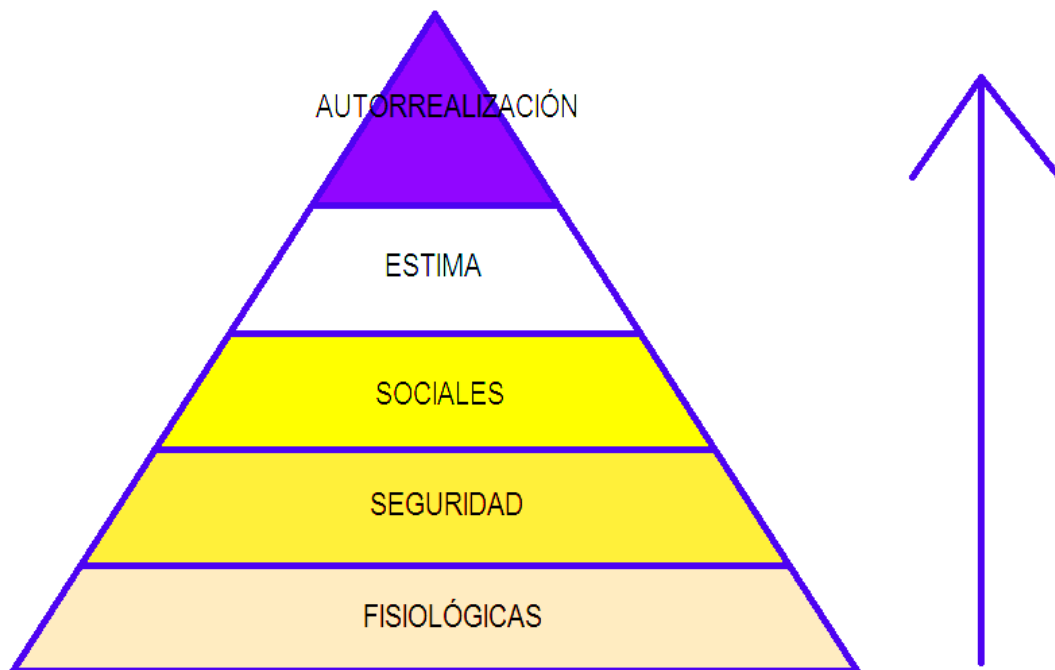 AUTORREALIZACIÓN
ESTIMA
SOCIALES
SEGURIDAD
FISIOLÓGICAS